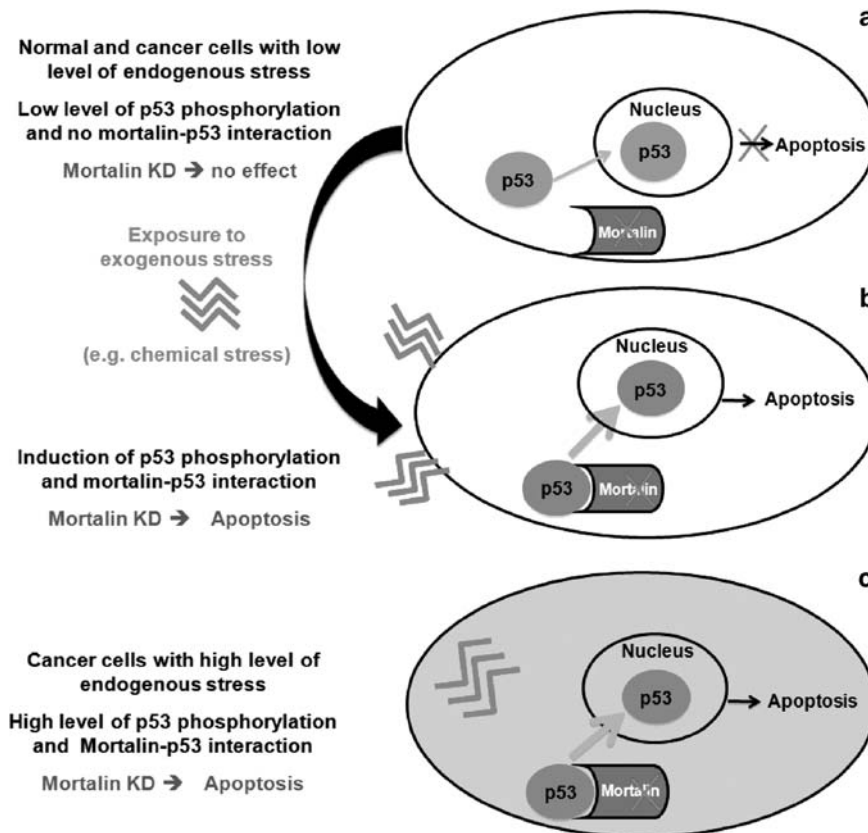 a
Normal and cancer cells with low
level of endogenous stress
Low level of p53 phosphorylation
and no mortalin-p53 interaction
Mortalin KD → no effect
Nucleus
p53
p53
Apoptosis
Mortalin
Exposure to
exogenous stress
(e.g. chemical stress)
b
Nucleus
p53
Apoptosis
p53
Mortalin
Induction of p53 phosphorylation
and mortalin-p53 interaction
Mortalin KD → Apoptosis
c
Cancer cells with high level of
endogenous stress
High level of p53 phosphorylation
and Mortalin-p53 interaction
Mortalin KD → Apoptosis
Nucleus
p53
Apoptosis
p53
Mortalin